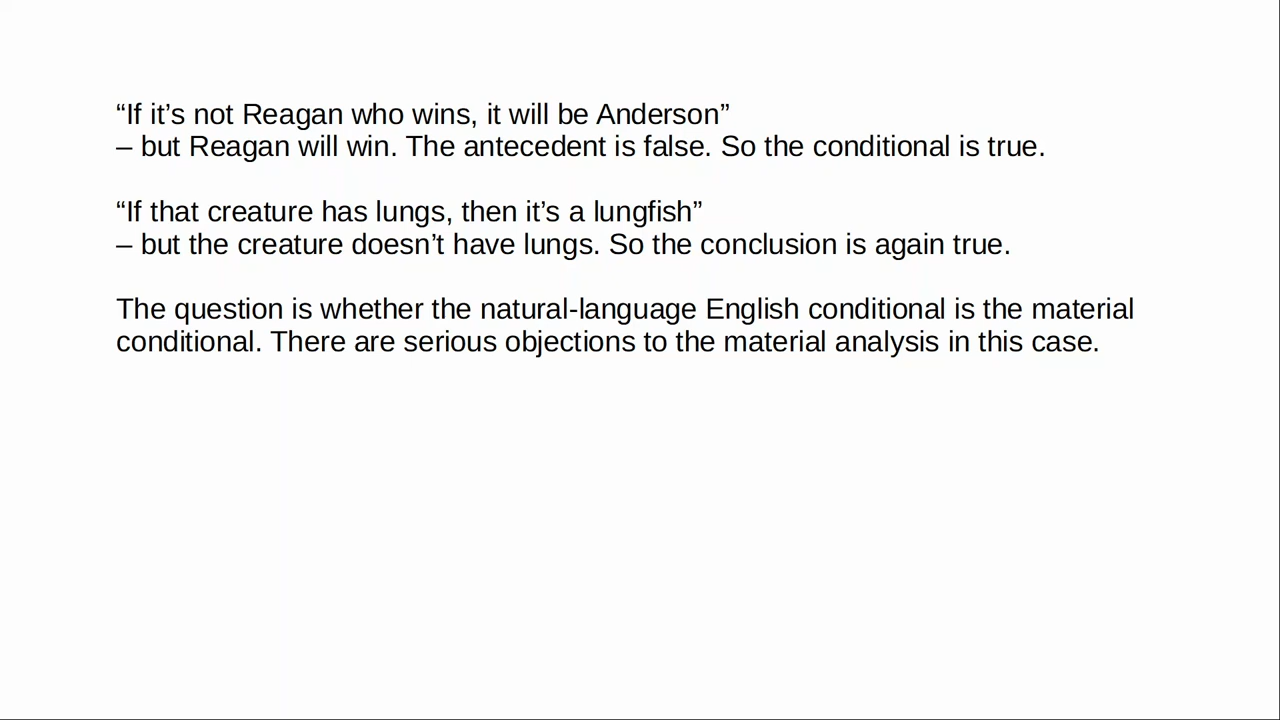 “If it’s not Reagan who wins, it will be Anderson”
– but Reagan will win. The antecedent is false. So the conditional is true.
“If that creature has lungs, then it’s a lungfish”
– but the creature doesn’t have lungs. So the conclusion is again true.
The question is whether the natural-language English conditional is the material
conditional. There are serious objections to the material analysis in this case.